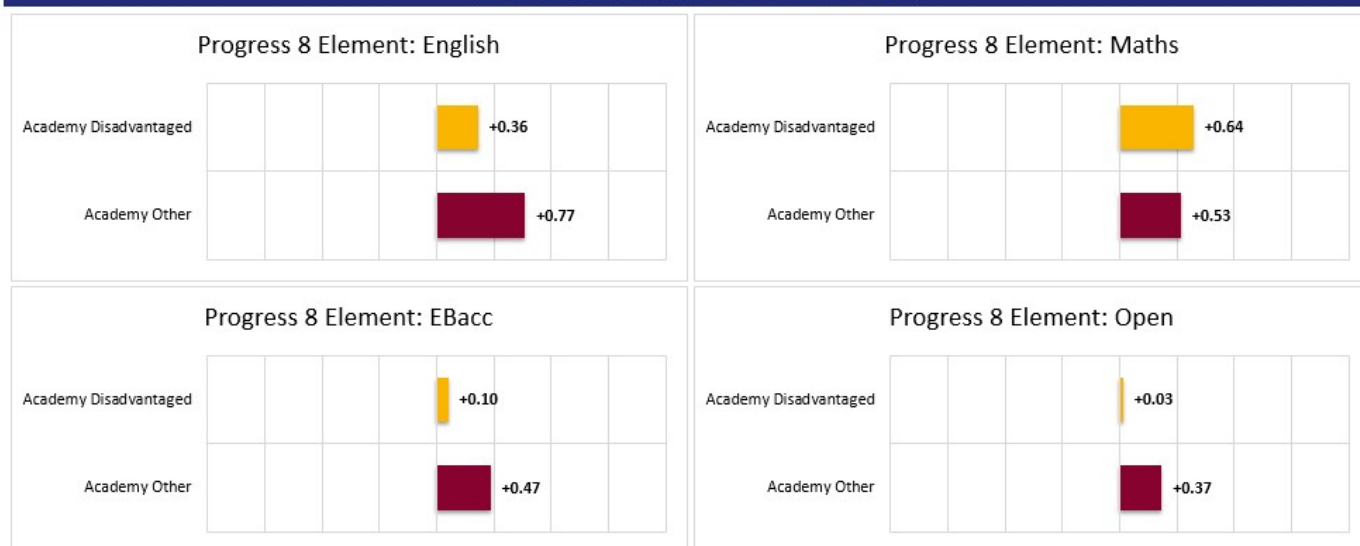 Progress 8 Element: English
Academy Disadvantaged
+0.36
Academy Other
+0.77
Progress 8 Element: Maths
Academy Disadvantaged
+0.64
Academy Other
+0.53
Progress 8 Element: EBacc
Academy Disadvantaged
+0.10
Academy Other
+0.47
Progress 8 Element: Open
Academy Disadvantaged
+0.03
Academy Other
+0.37